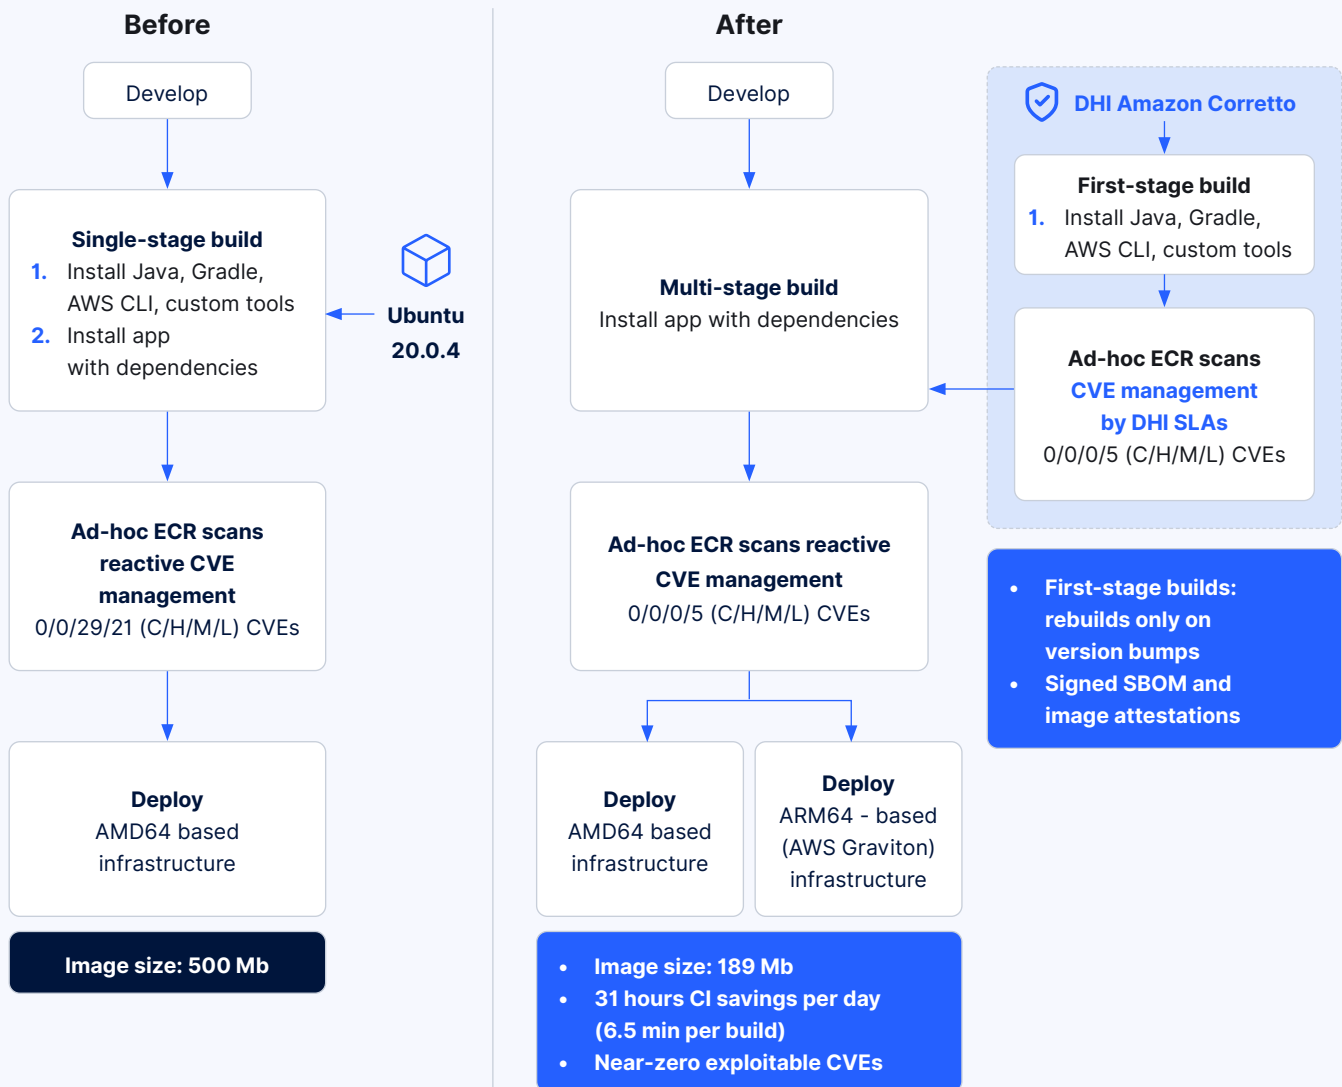 Before
Develop
Single-stage build
1. Install Java, Gradle,
AWS CLI, custom tools
2. Install app
with dependencies
Ubuntu
20.0.4
Ad-hoc ECR scans
reactive CVE
management
0/0/29/21 (C/H/M/L) CVEs
Deploy
AMD64 based
infrastructure
Image size: 500 Mb
After
Develop
Multi-stage build
Install app with dependencies
Ad-hoc ECR scans reactive
CVE management
0/0/0/5 (C/H/M/L) CVEs
Deploy
AMD64 based
infrastructure
Deploy
ARM64 - based
(AWS Graviton)
infrastructure
• Image size: 189 Mb
• 31 hours CI savings per day
(6.5 min per build)
• Near-zero exploitable CVEs
DHI Amazon Corretto
First-stage build
1. Install Java, Gradle,
AWS CLI, custom tools
Ad-hoc ECR scans
CVE management
by DHI SLAs
0/0/0/5 (C/H/M/L) CVEs
• First-stage builds:
rebuilds only on
version bumps
• Signed SBOM and
image attestations